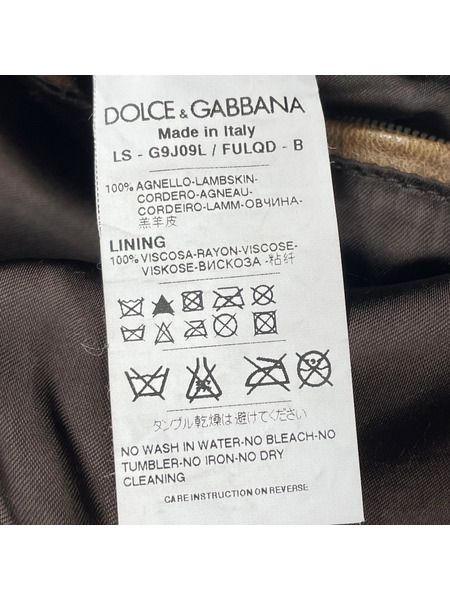 DOLCE & GABBANA
Made in Italy
LS - G9J09L / FULQD - B
100% AGNELLO-LAMBSKIN-
CORDERO-AGNEAU-
CORDEIRO-LAMM-ОВЧИНА-
羔羊皮
LINING
100% VISCOSA-RAYON-VISCOSE-
VISKOSE-ВИСКОЗА-粘纤
タンブル乾燥は避けてください
NO WASH IN WATER-NO BLEACH-NO
TUMBLER-NO IRON-NO DRY
CLEANING
CARE INSTRUCTION ON REVERSE